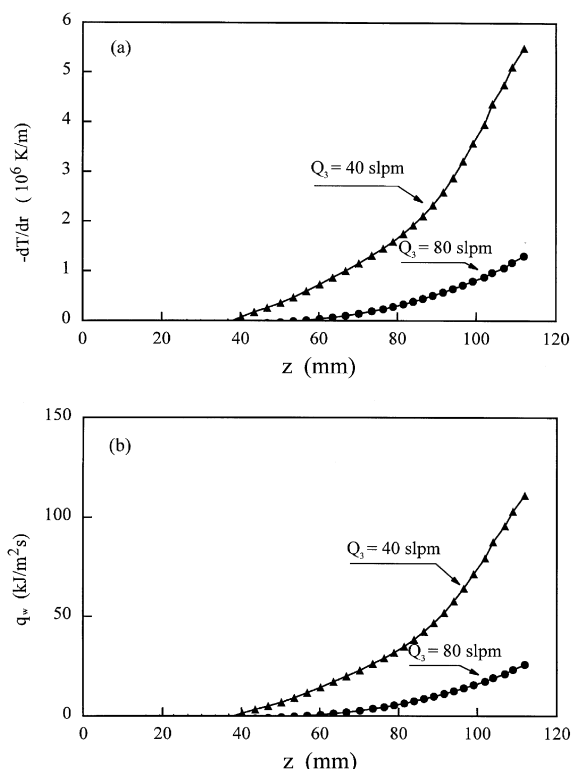 6
(a)
5
4
-dT/dr (10⁶ K/m)
Q₃ = 40 slpm
3
2
Q₃ = 80 slpm
1
0
0 20 40 60 80 100 120
z (mm)
150
(b)
100
q_w (kJ/m²s)
Q₃ = 40 slpm
50
Q₃ = 80 slpm
0
0 20 40 60 80 100 120
z (mm)